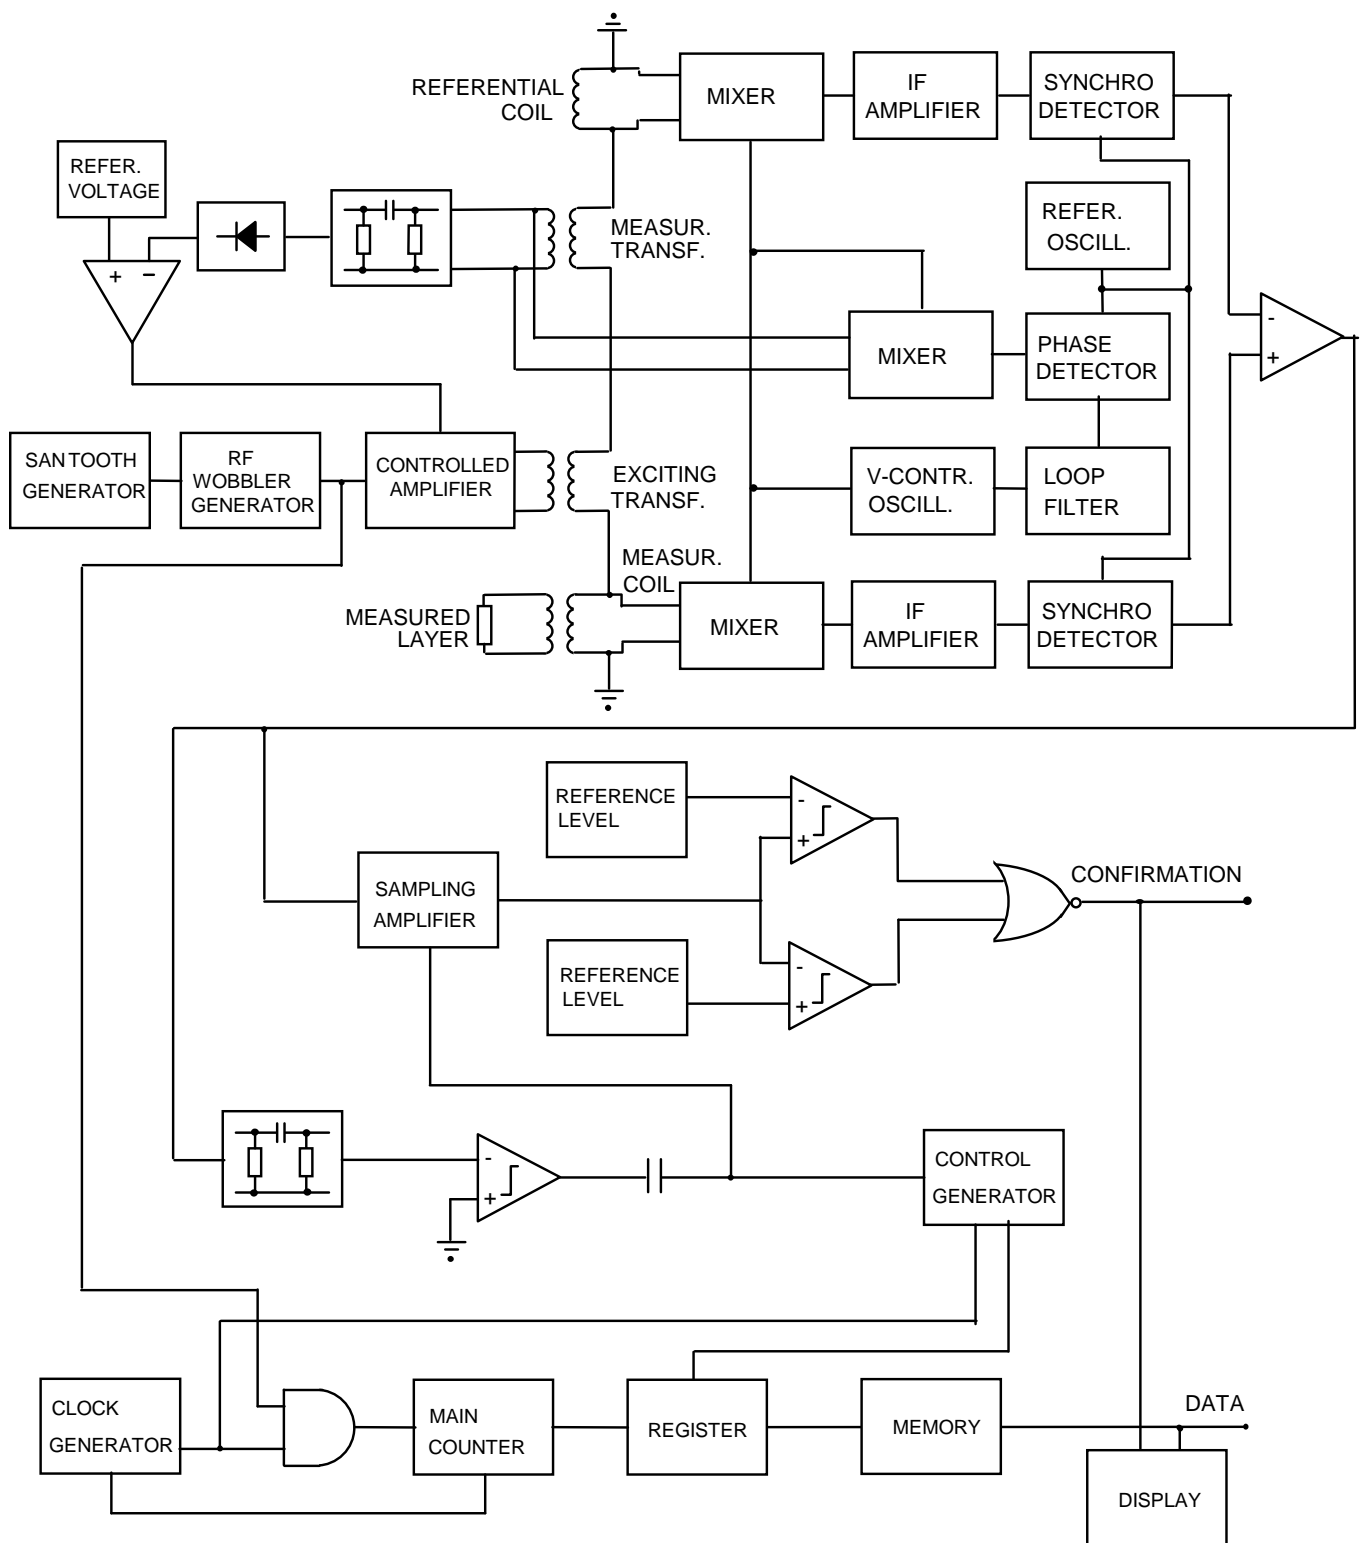 REFERENTIAL
COIL
MIXER
IF
AMPLIFIER
SYNCHRO
DETECTOR
REFER.
VOLTAGE
MEASUR.
TRANSF.
REFER.
OSCILL.
+ -
-
+
MIXER
PHASE
DETECTOR
SAN TOOTH
GENERATOR
RF
WOBBLER
GENERATOR
CONTROLLED
AMPLIFIER
EXCITING
TRANSF.
V-CONTR.
OSCILL.
LOOP
FILTER
MEASUR.
COIL
MEASURED
LAYER
MIXER
IF
AMPLIFIER
SYNCHRO
DETECTOR
REFERENCE
LEVEL
-
+
SAMPLING
AMPLIFIER
CONFIRMATION
REFERENCE
LEVEL
-
+
-
+
CONTROL
GENERATOR
CLOCK
GENERATOR
MAIN
COUNTER
REGISTER
MEMORY
DATA
DISPLAY